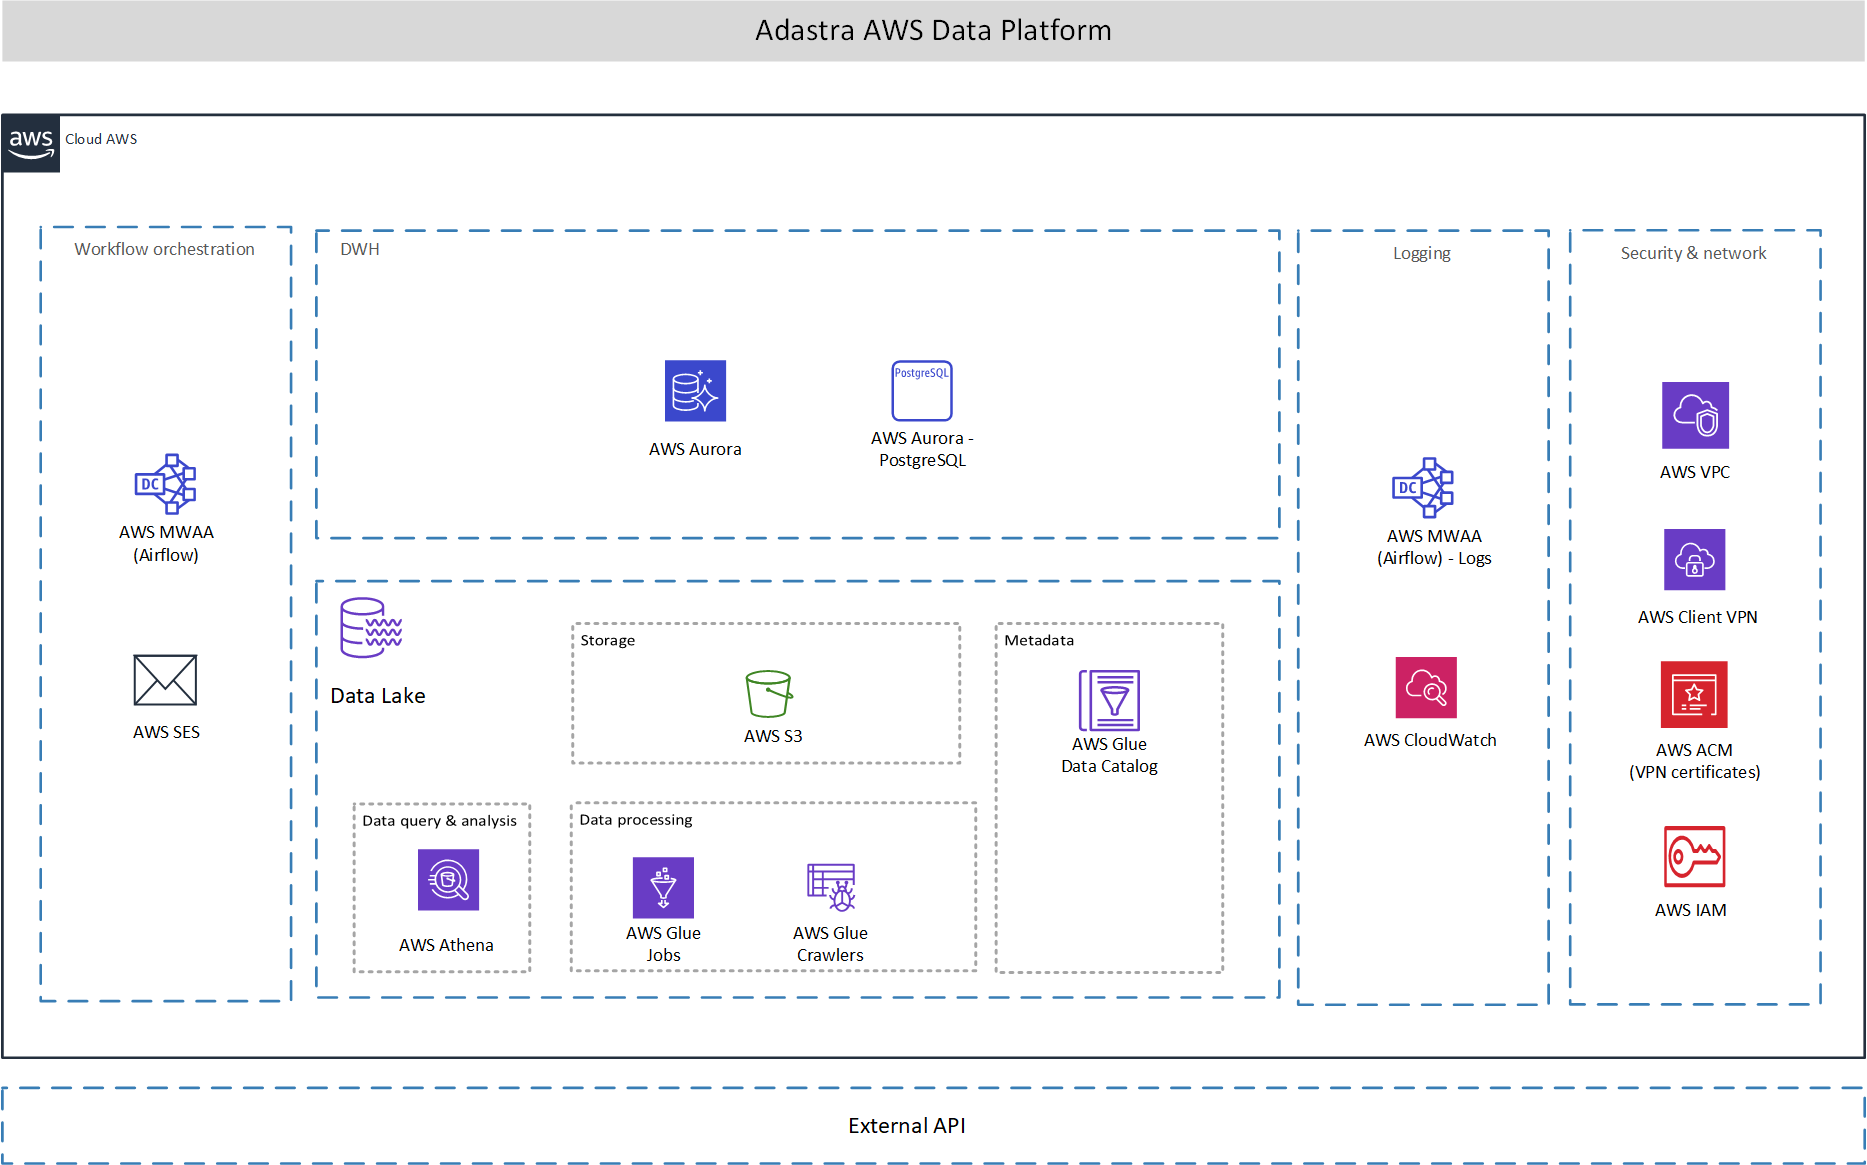 Adastra AWS Data Platform
aws
Cloud AWS
Workflow orchestration
AWS MWAA
(Airflow)
AWS SES
DWH
AWS Aurora
PostgreSQL
AWS Aurora -
PostgreSQL
Data Lake
Storage
AWS S3
Metadata
AWS Glue
Data Catalog
Data query & analysis
AWS Athena
Data processing
AWS Glue
Jobs
AWS Glue
Crawlers
Logging
DC
AWS MWAA
(Airflow) - Logs
AWS CloudWatch
Security & network
AWS VPC
AWS Client VPN
AWS ACM
(VPN certificates)
AWS IAM
DC
External API